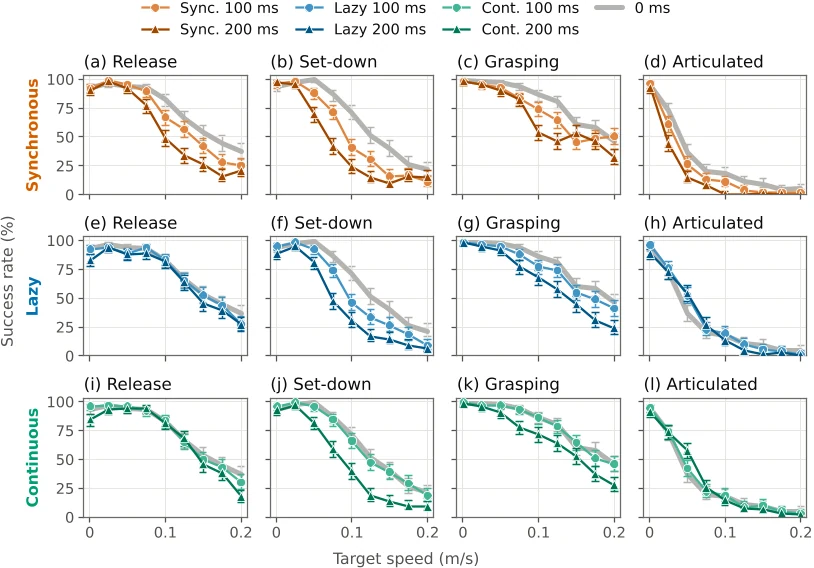 Sync. 100 ms Lazy 100 ms Cont. 100 ms 0 ms
Sync. 200 ms Lazy 200 ms Cont. 200 ms
(a) Release (b) Set-down (c) Grasping (d) Articulated
Synchronous
100
75
50
25
0
(e) Release (f) Set-down (g) Grasping (h) Articulated
Success rate (%)
Lazy
100
75
50
25
0
(i) Release (j) Set-down (k) Grasping (l) Articulated
Continuous
100
75
50
25
0
0 0.1 0.2 0 0.1 0.2 0 0.1 0.2 0 0.1 0.2
Target speed (m/s)